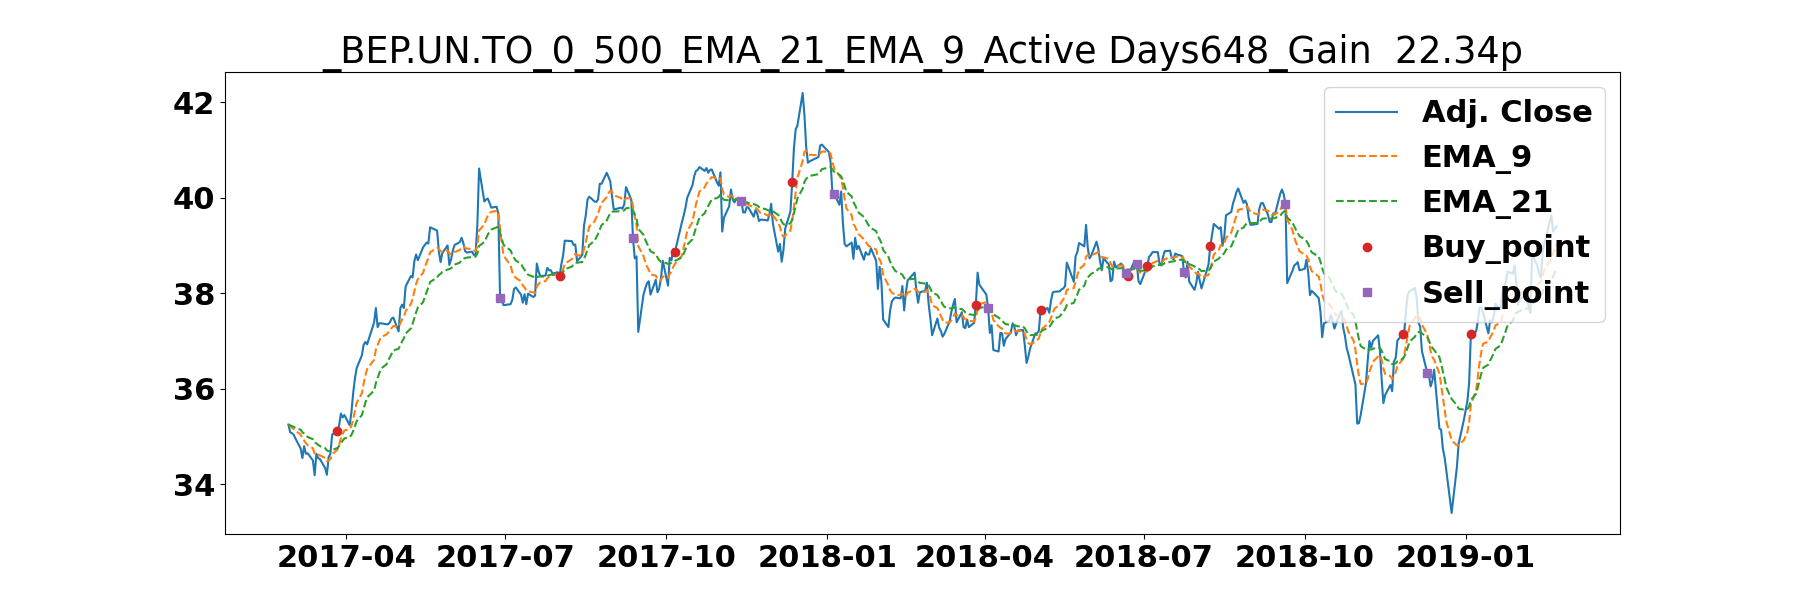 _BEP.UN.TO_0_500_EMA_21_EMA_9_Active Days648_Gain  22.34p
42
40
38
36
34
Adj. Close
EMA_9
EMA_21
Buy_point
Sell_point
2017-04 2017-07 2017-10 2018-01 2018-04 2018-07 2018-10 2019-01